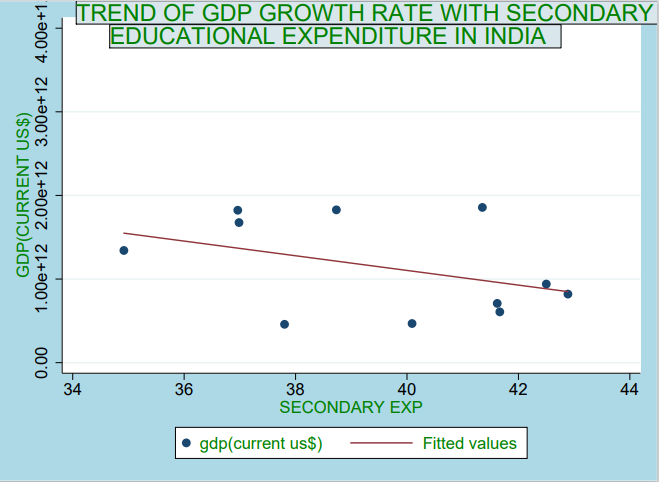 TREND OF GDP GROWTH RATE WITH SECONDARY
EDUCATIONAL EXPENDITURE IN INDIA
4.00e+1
3.00e+12
2.00e+12
1.00e+12
0.00
GDP(CURRENT US$)
34 36 38 40 42 44
SECONDARY EXP
gdp(current us$) Fitted values